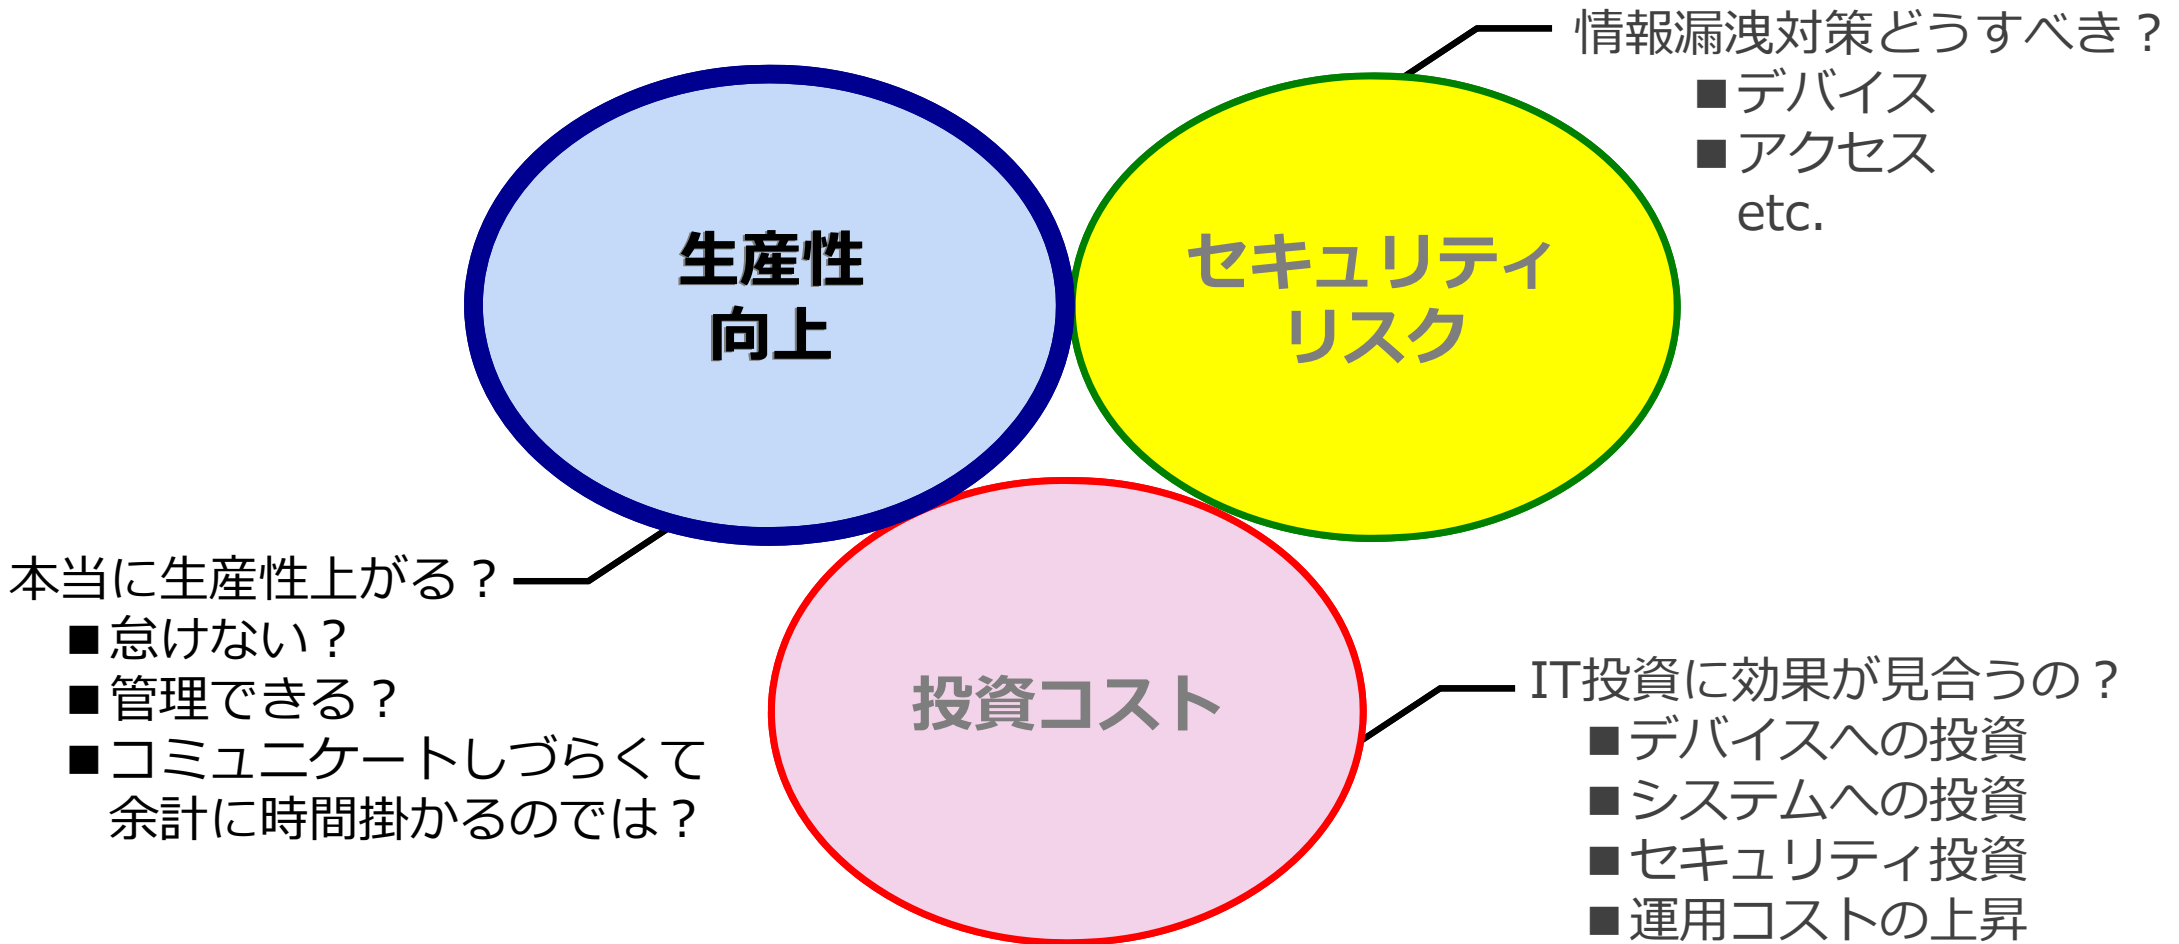 情報漏洩対策どうすべき？
■デバイス
■アクセス
etc.
生産性
向上
セキュリティ
リスク
本当に生産性上がる？
■怠けない？
■管理できる？
■コミュニケートしづらくて
余計に時間掛かるのでは？
投資コスト
IT投資に効果が見合うの？
■デバイスへの投資
■システムへの投資
■セキュリティ投資
■運用コストの上昇